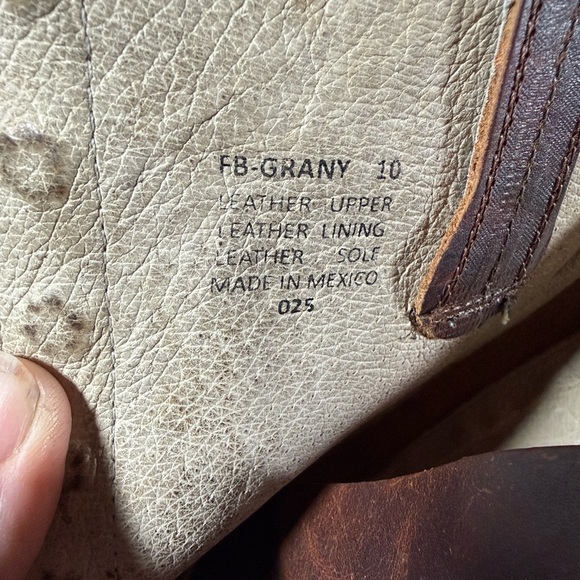 FB-GRANY 10
LEATHER UPPER
LEATHER LINING
LEATHER SOLE
MADE IN MEXICO
025